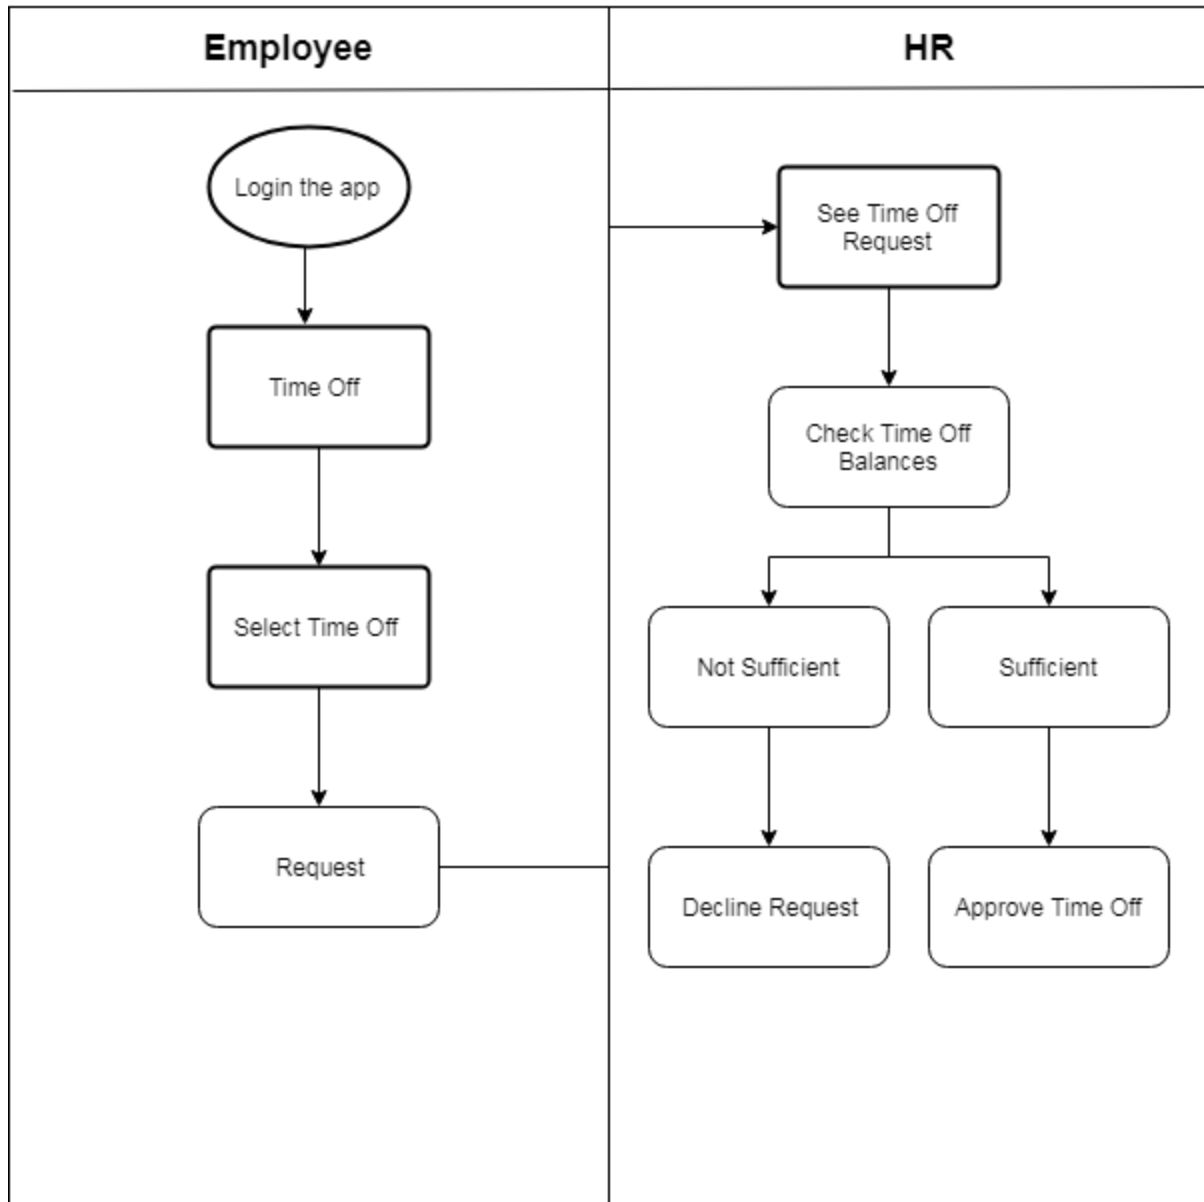 Employee
HR
Login the app
Time Off
Select Time Off
Request
See Time Off
Request
Check Time Off
Balances
Not Sufficient
Sufficient
Decline Request
Approve Time Off